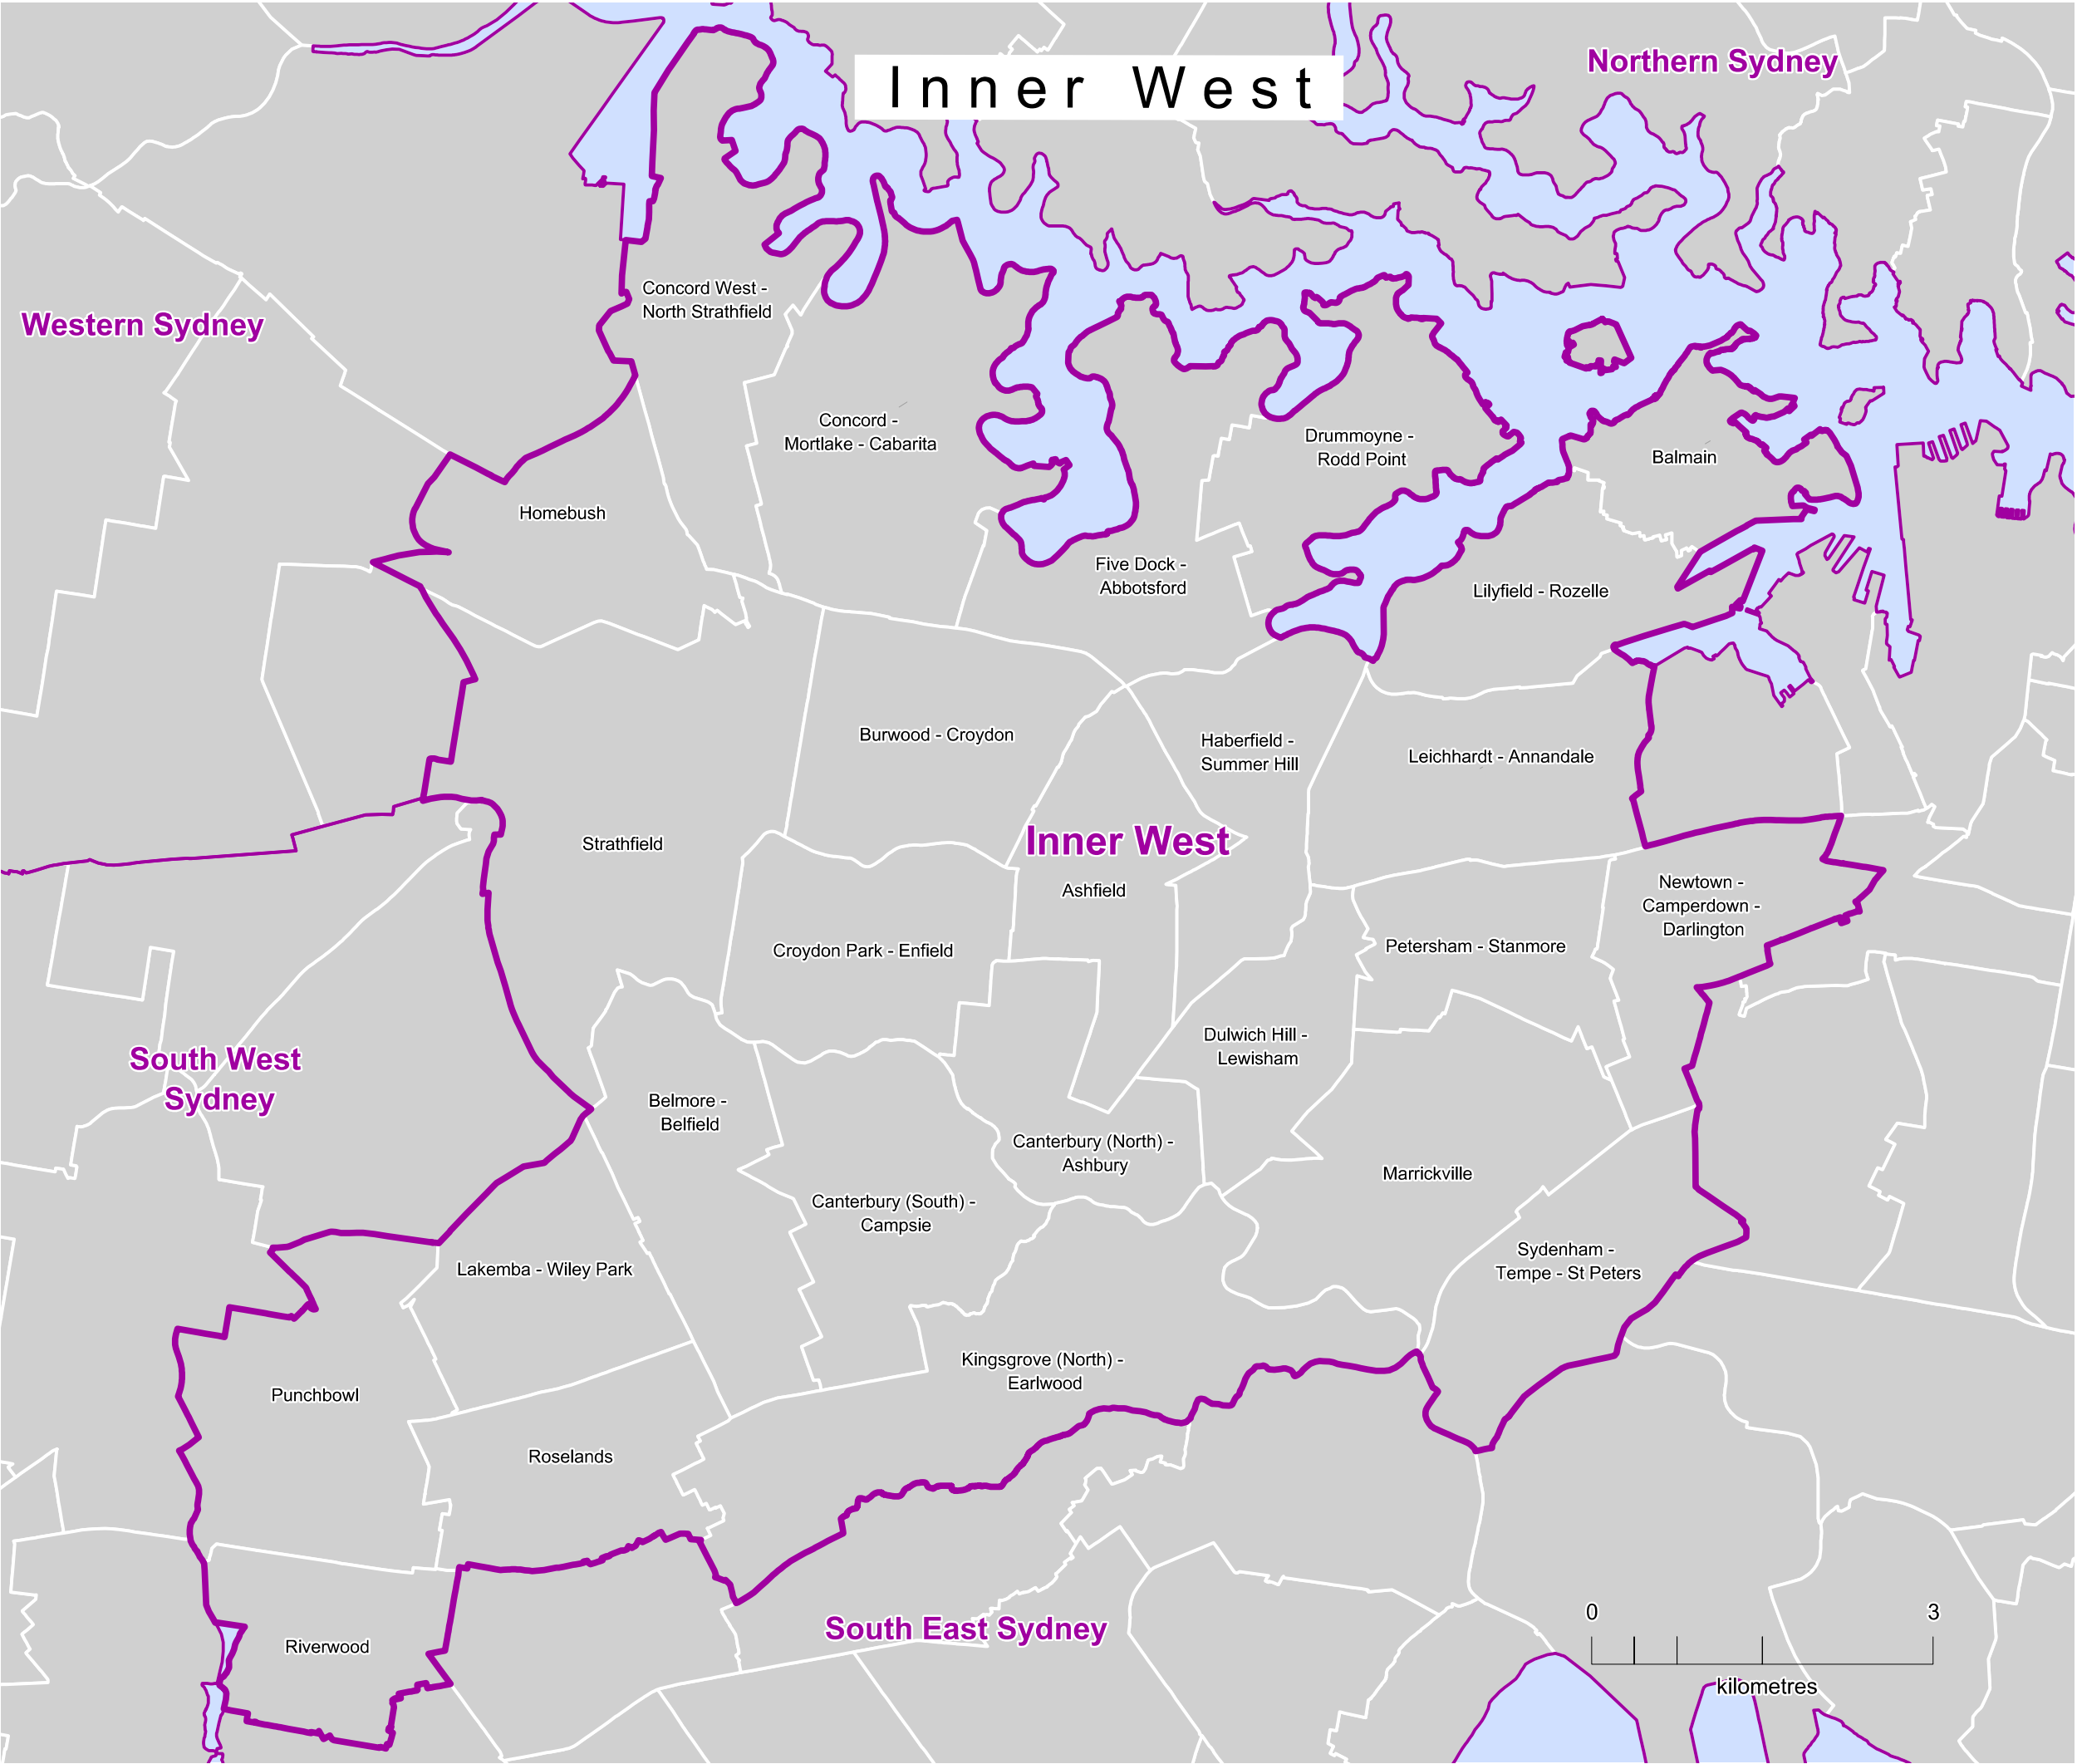 Northern Sydney
Inner West
Concord West -
North Strathfield
Western Sydney
Concord -
Mortlake - Cabarita
Drummoyne -
Rodd Point
Balmain
Homebush
Five Dock -
Abbotsford
Lilyfield - Rozelle
Burwood - Croydon
Haberfield -
Summer Hill
Leichhardt - Annandale
Strathfield
Inner West
Ashfield
Newtown -
Camperdown -
Darlington
Croydon Park - Enfield
Petersham - Stanmore
South West
Sydney
Dulwich Hill -
Lewisham
Belmore -
Belfield
Canterbury (North) -
Ashbury
Marrickville
Canterbury (South) -
Campsie
Lakemba - Wiley Park
Sydenham -
Tempe - St Peters
Kingsgrove (North) -
Earlwood
Punchbowl
Roselands
Riverwood
South East Sydney
0 3
kilometres